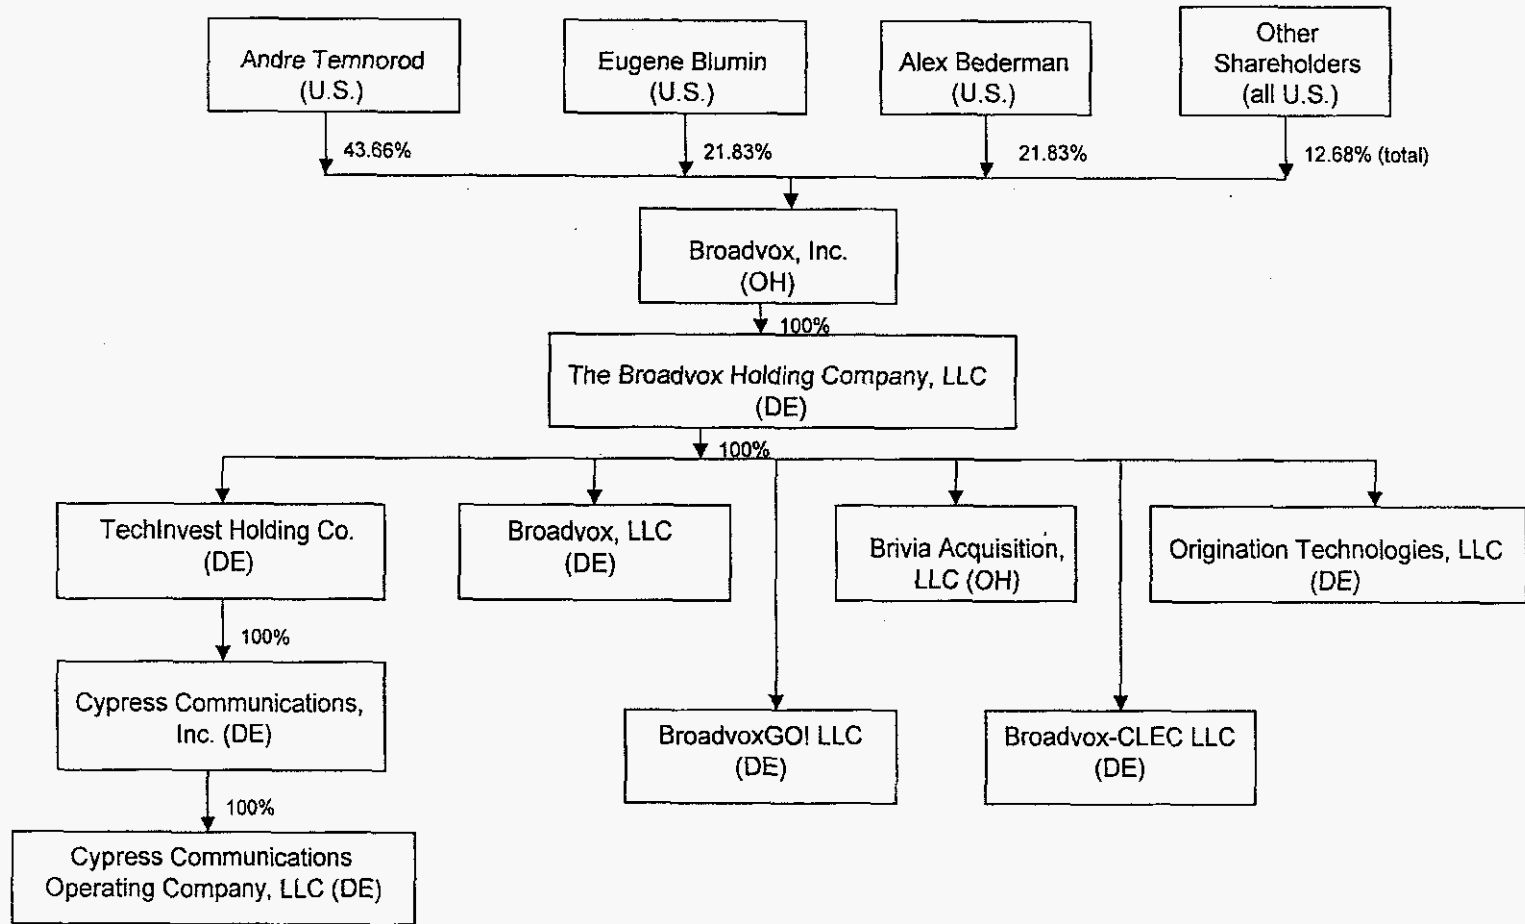 Andre Temnorod
(U.S.)
Eugene Blumin
(U.S.)
Alex Bederman
(U.S.)
Other
Shareholders
(all U.S.)
43.66%
21.83%
21.83%
12.68% (total)
Broadvox, Inc.
(OH)
100%
The Broadvox Holding Company, LLC
(DE)
100%
TechInvest Holding Co.
(DE)
Broadvox, LLC
(DE)
Brivia Acquisition,
LLC (OH)
Origination Technologies, LLC
(DE)
100%
Cypress Communications,
Inc. (DE)
BroadvoxGO! LLC
(DE)
Broadvox-CLEC LLC
(DE)
100%
Cypress Communications
Operating Company, LLC (DE)